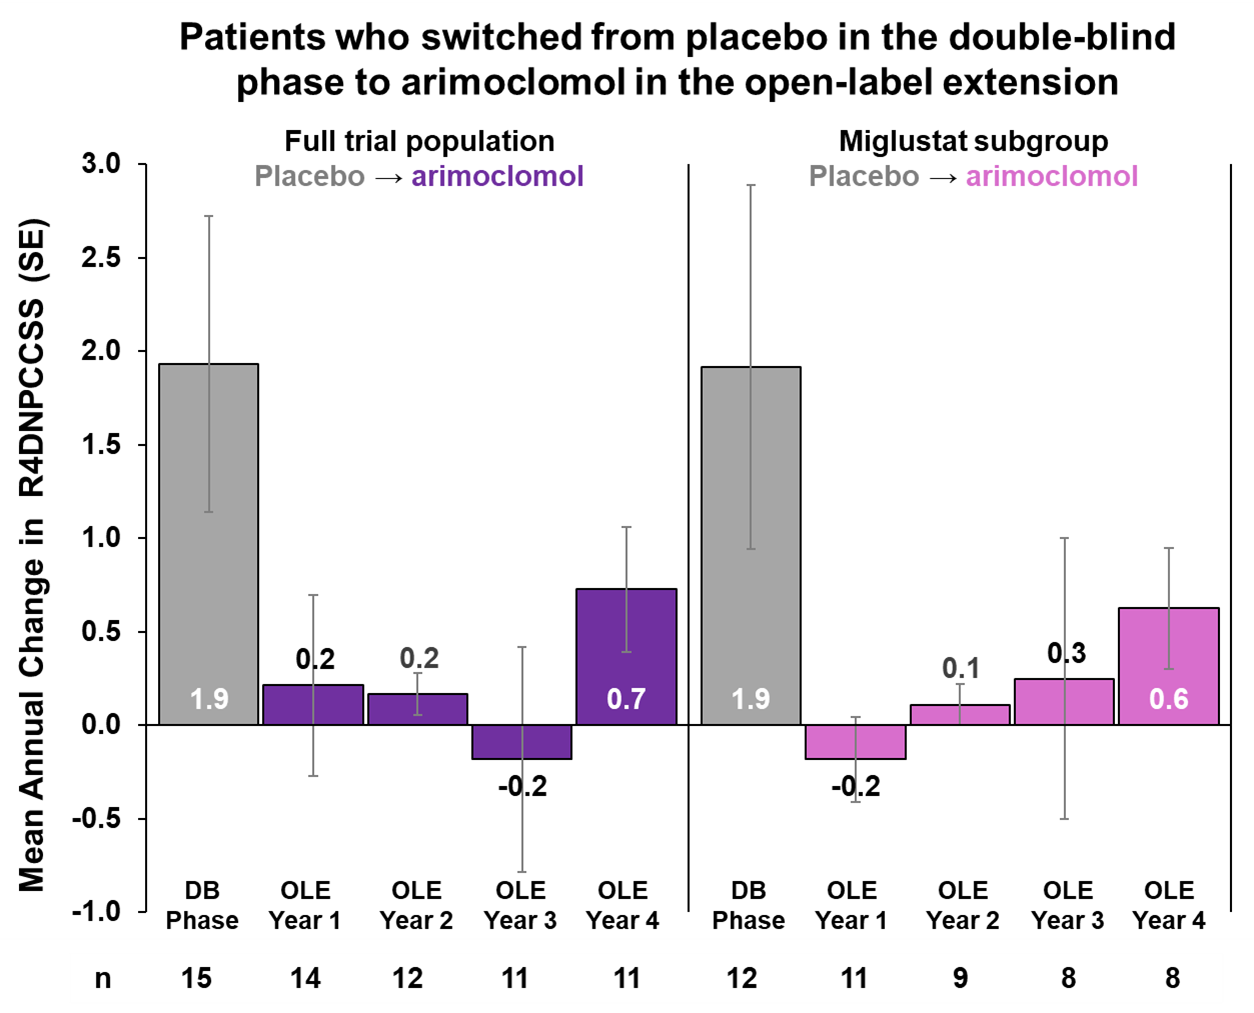 Patients who switched from placebo in the double-blind
phase to arimoclomol in the open-label extension
Full trial population
Placebo → arimoclomol
Miglustat subgroup
Placebo → arimoclomol
Mean Annual Change in R4DNPCCSS (SE)
3.0
2.5
2.0
1.5
1.0
0.5
0.0
-0.5
-1.0
1.9
0.2
0.2
-0.2
0.7
1.9
-0.2
0.1
0.3
0.6
DB
Phase
OLE
Year 1
OLE
Year 2
OLE
Year 3
OLE
Year 4
DB
Phase
OLE
Year 1
OLE
Year 2
OLE
Year 3
OLE
Year 4
n 15 14 12 11 11 12 11 9 8 8